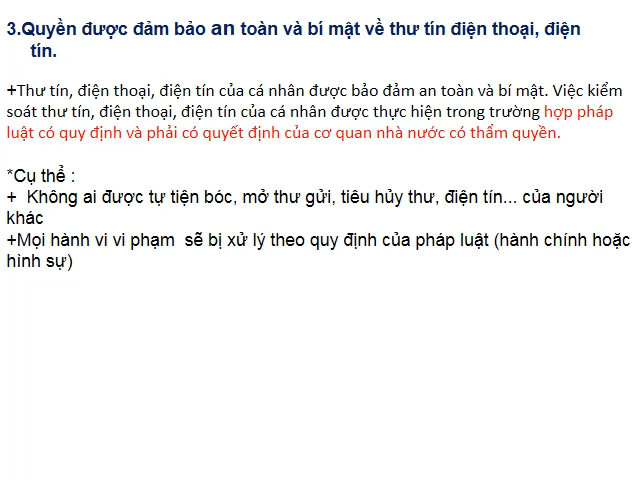 3.Quyền được đảm bảo an toàn và bí mật về thư tín điện thoại, điện
tín.
+Thư tín, điện thoại, điện tín của cá nhân được bảo đảm an toàn và bí mật. Việc kiểm
soát thư tín, điện thoại, điện tín của cá nhân được thực hiện trong trường hợp pháp
luật có quy định và phải có quyết định của cơ quan nhà nước có thẩm quyền.
*Cụ thể :
+ Không ai được tự tiện bóc, mở thư gửi, tiêu hủy thư, điện tín... của người
khác
+Mọi hành vi vi phạm sẽ bị xử lý theo quy định của pháp luật (hành chính hoặc
hình sự)